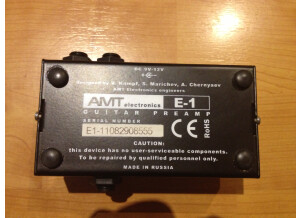 DC 9V-12V
Designed by D. Rumpf, S. Marichev, A. Chernyaev
AMT Electronics engineers
AMT electronics E-1
GUITAR PREAMP
SERIAL NUMBER
E1-11082906555
CE RoHS
CAUTION:
this device has no user-serviceable components.
To be repaired by qualified personnel only.
MADE IN RUSSIA